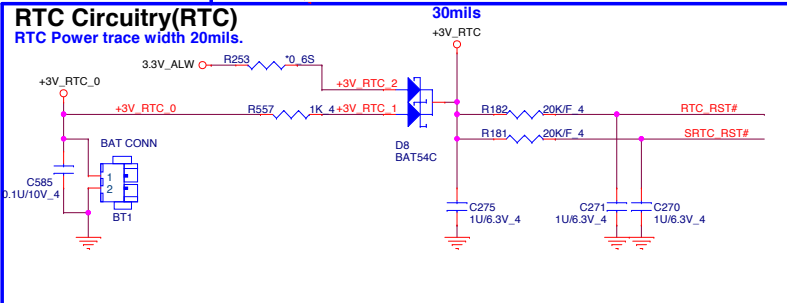 RTC Circuitry(RTC)
RTC Power trace width 20mils.
30mils
+3V_RTC
3.3V_ALW
R253
*0_6S
+3V_RTC_2
+3V_RTC_0
+3V_RTC_0
R557
1K_4
+3V_RTC_1
D8
BAT54C
R182
20K/F_4
RTC_RST#
R181
20K/F_4
SRTC_RST#
BAT CONN
1
2
BT1
C585
0.1U/10V_4
C275
1U/6.3V_4
C271
1U/6.3V_4
C270
1U/6.3V_4